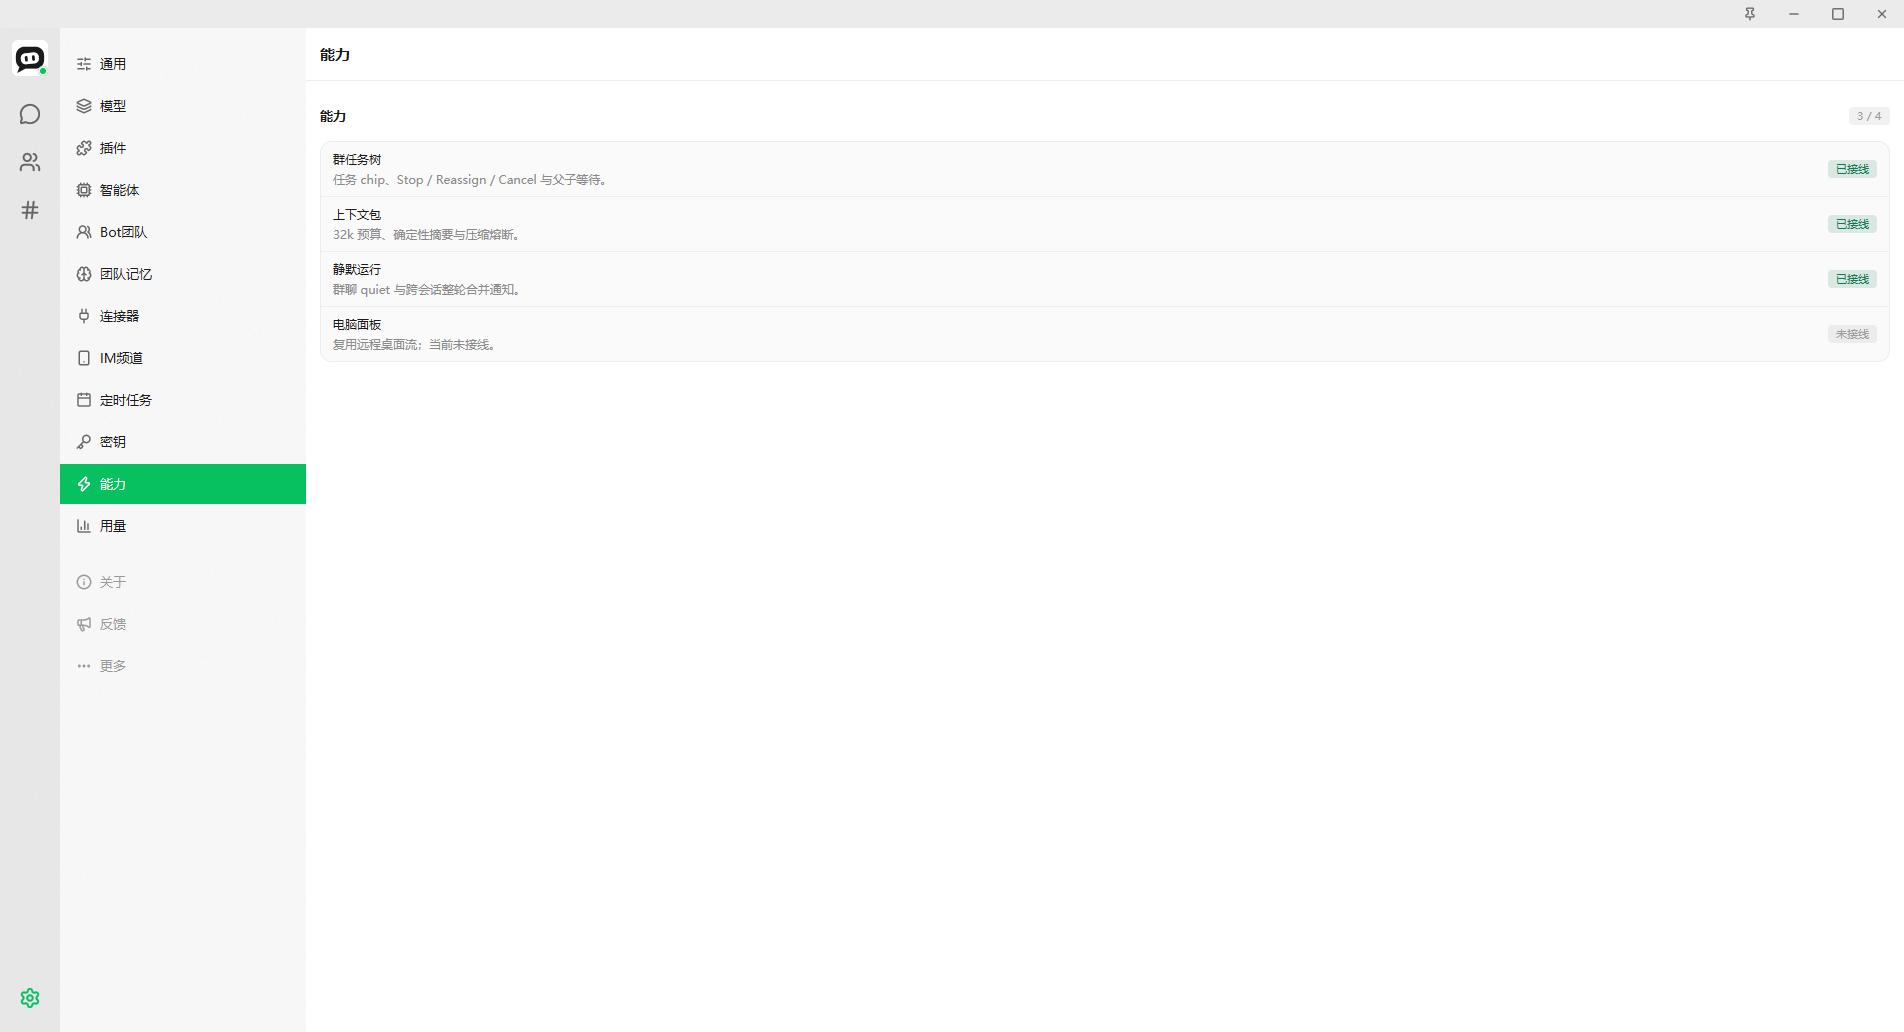 通用
模型
插件
智能体
Bot团队
团队记忆
连接器
IM频道
定时任务
密钥
能力
用量
关于
反馈
更多
能力
能力
3 / 4
群任务树
任务 chip、Stop / Reassign / Cancel 与父子等待。
已接线
上下文包
32k 预算、确定性摘要与压缩熔断。
已接线
静默运行
群聊 quiet 与跨会话整轮合并通知。
已接线
电脑面板
复用远程桌面流；当前未接线。
未接线